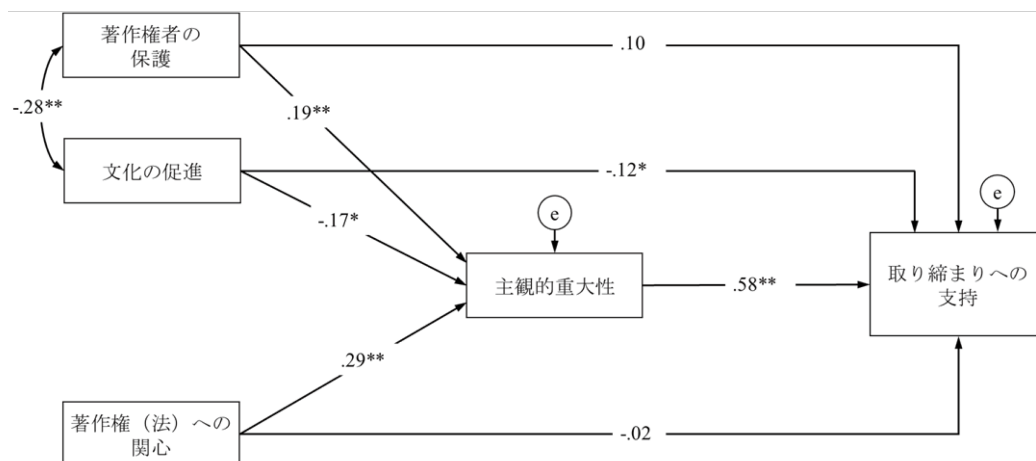 著作権者の
保護
.10
-.28**
.19**
文化の促進
-.12*
-.17*
e
e
主観的重大性
.58**
取り締まりへの
支持
.29**
著作権（法）への
関心
-.02